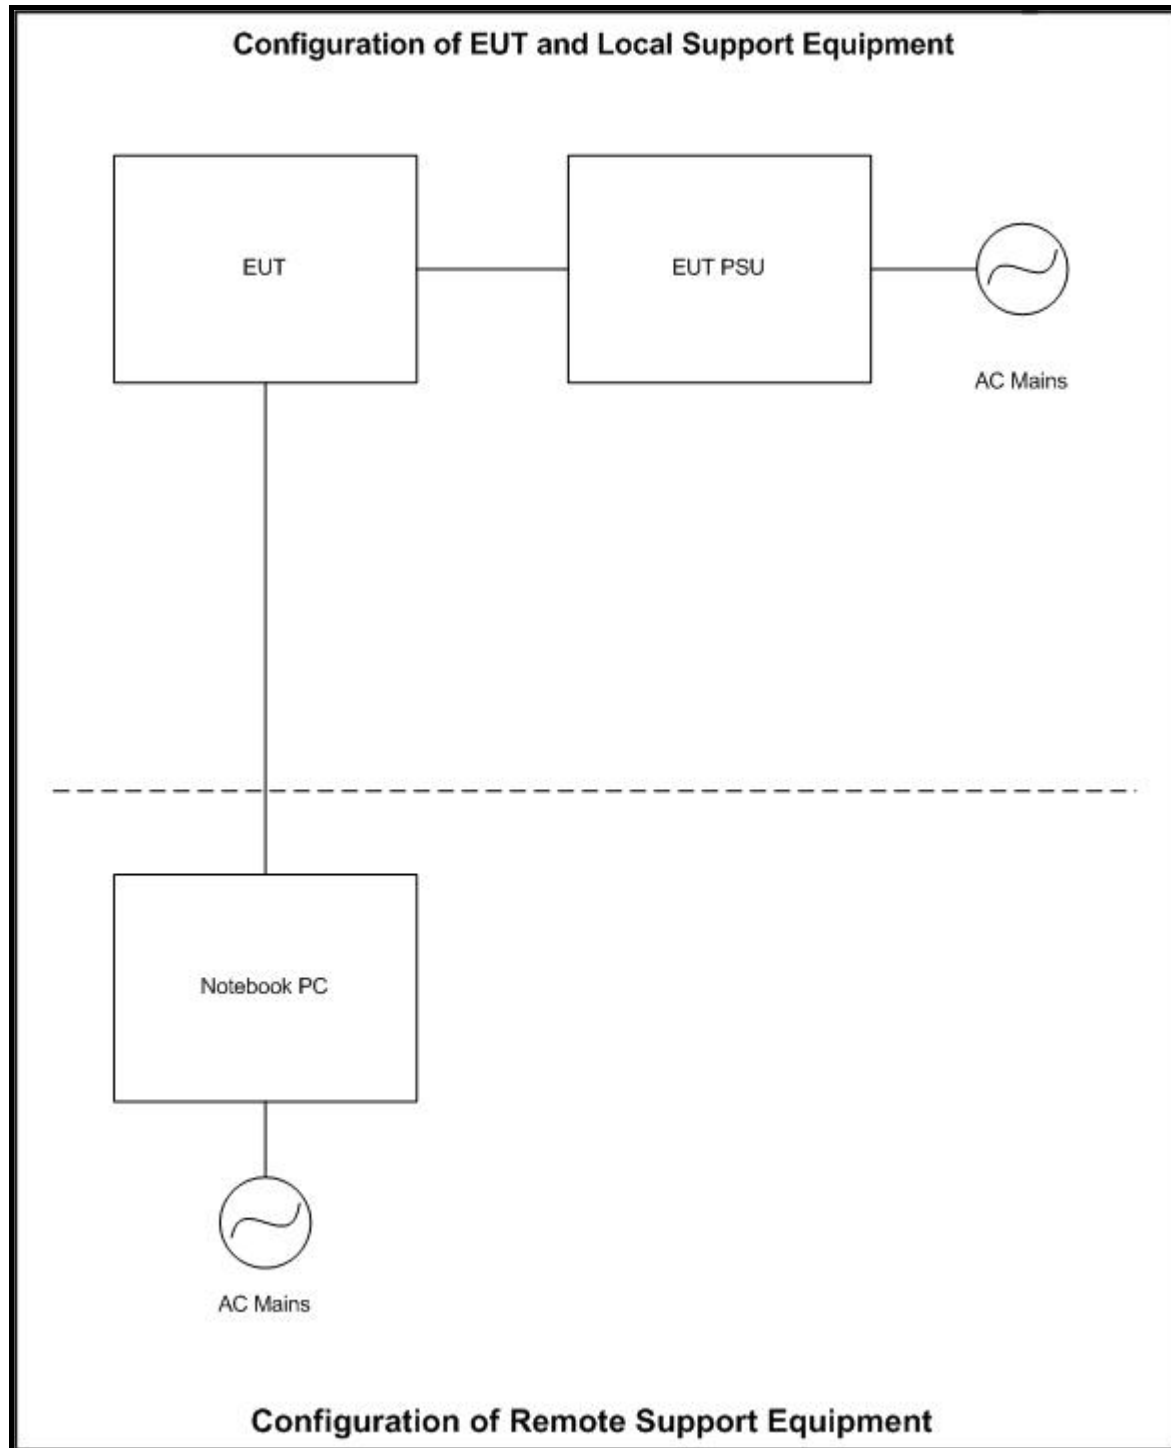 Configuration of EUT and Local Support Equipment
EUT
EUT PSU
AC Mains
Notebook PC
AC Mains
Configuration of Remote Support Equipment